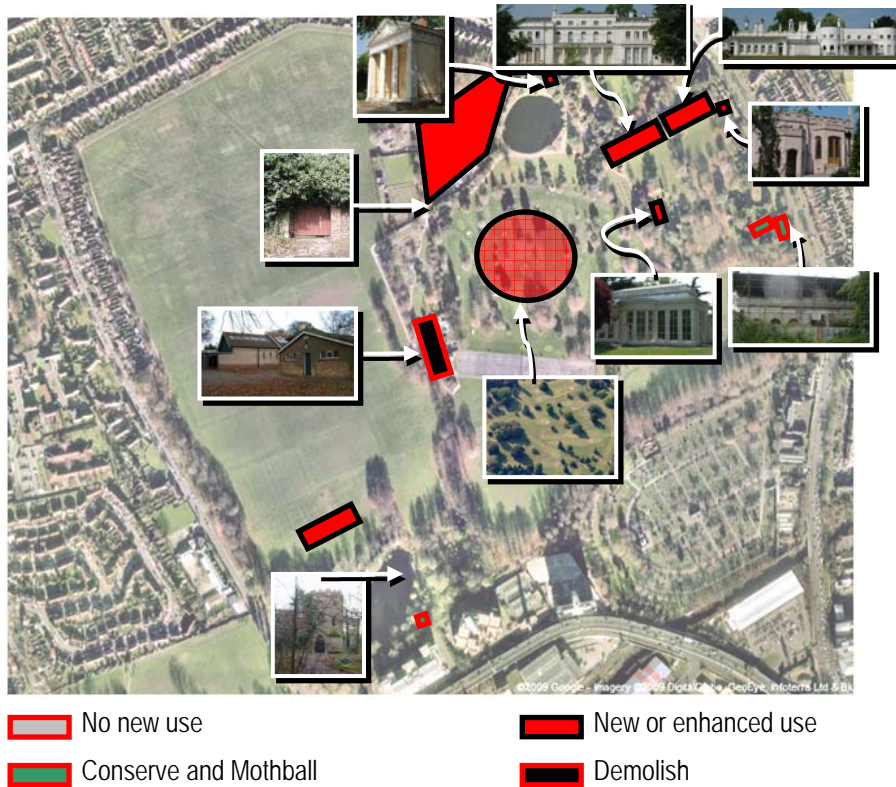 ©2009 Google - Imagery ©2009 DigitalGlobe, GeoEye, Infoterra Ltd & Blu
No new use
New or enhanced use
Conserve and Mothball
Demolish